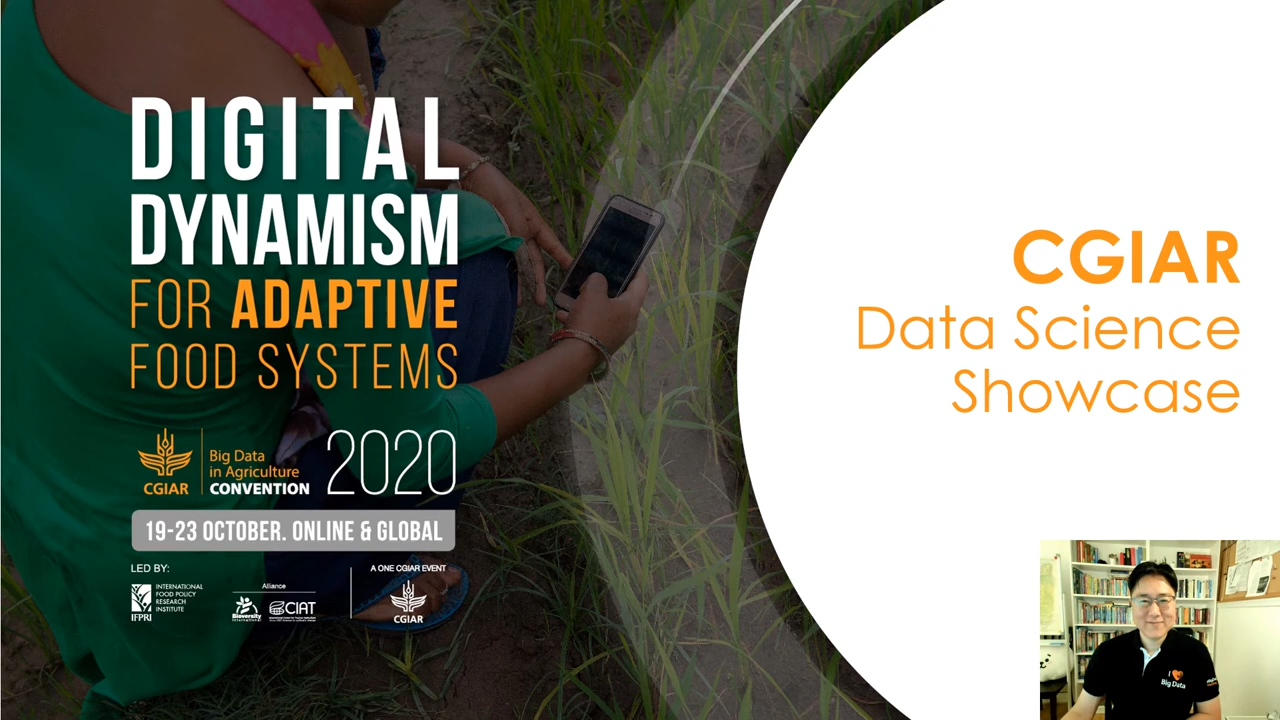 DIGITAL
DYNAMISM
FOR ADAPTIVE
FOOD SYSTEMS
CGIAR
Big Data
in Agriculture
CONVENTION
2020
19-23 OCTOBER. ONLINE & GLOBAL
LED BY:
IFPRI
INTERNATIONAL
FOOD POLICY
RESEARCH
INSTITUTE
Alliance
Bioversity
International
CIAT
A ONE CGIAR EVENT
CGIAR
CGIAR
Data Science
Showcase
I
Big Data